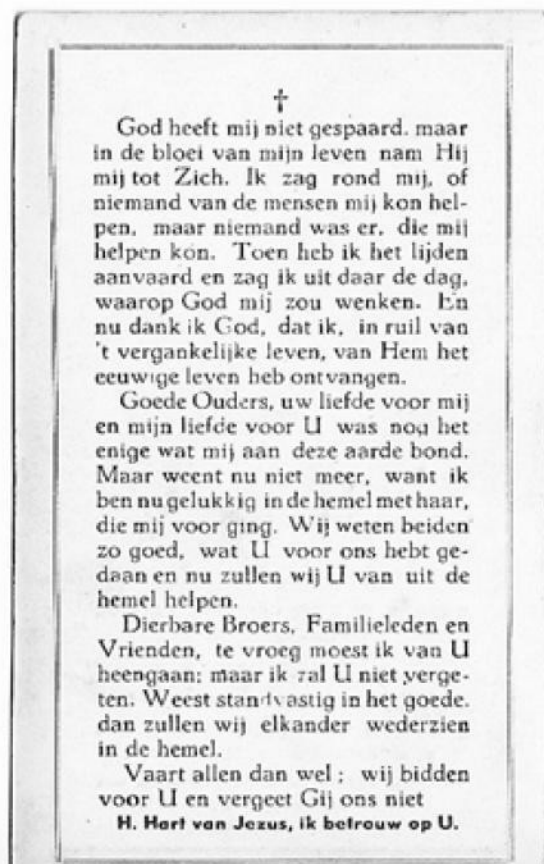 †
God heeft mij niet gespaard. maar
in de bloei van mijn leven nam Hij
mij tot Zich. Ik zag rond mij, of
niemand van de mensen mij kon hel-
pen, maar niemand was er, die mij
helpen kon. Toen heb ik het lijden
aanvaard en zag ik uit daar de dag,
waarop God mij zou wenken. En
nu dank ik God, dat ik, in ruil van
't vergankelijke leven, van Hem het
eeuwige leven heb ontvangen.
Goede Ouders, uw liefde voor mij
en mijn liefde voor U was nog het
enige wat mij aan deze aarde bond.
Maar weent nu niet meer, want ik
ben nu gelukkig in de hemel met haar,
die mij voor ging. Wij weten beiden
zo goed, wat U voor ons hebt ge-
daan en nu zullen wij U van uit de
hemel helpen.
Dierbare Broers, Familieleden en
Vrienden, te vroeg moest ik van U
heengaan; maar ik zal U niet verge-
ten. Weest standvastig in het goede.
dan zullen wij elkander wederzien
in de hemel.
Vaart allen dan wel ; wij bidden
voor U en vergeet Gij ons niet
H. Hart van Jezus, ik betrouw op U.